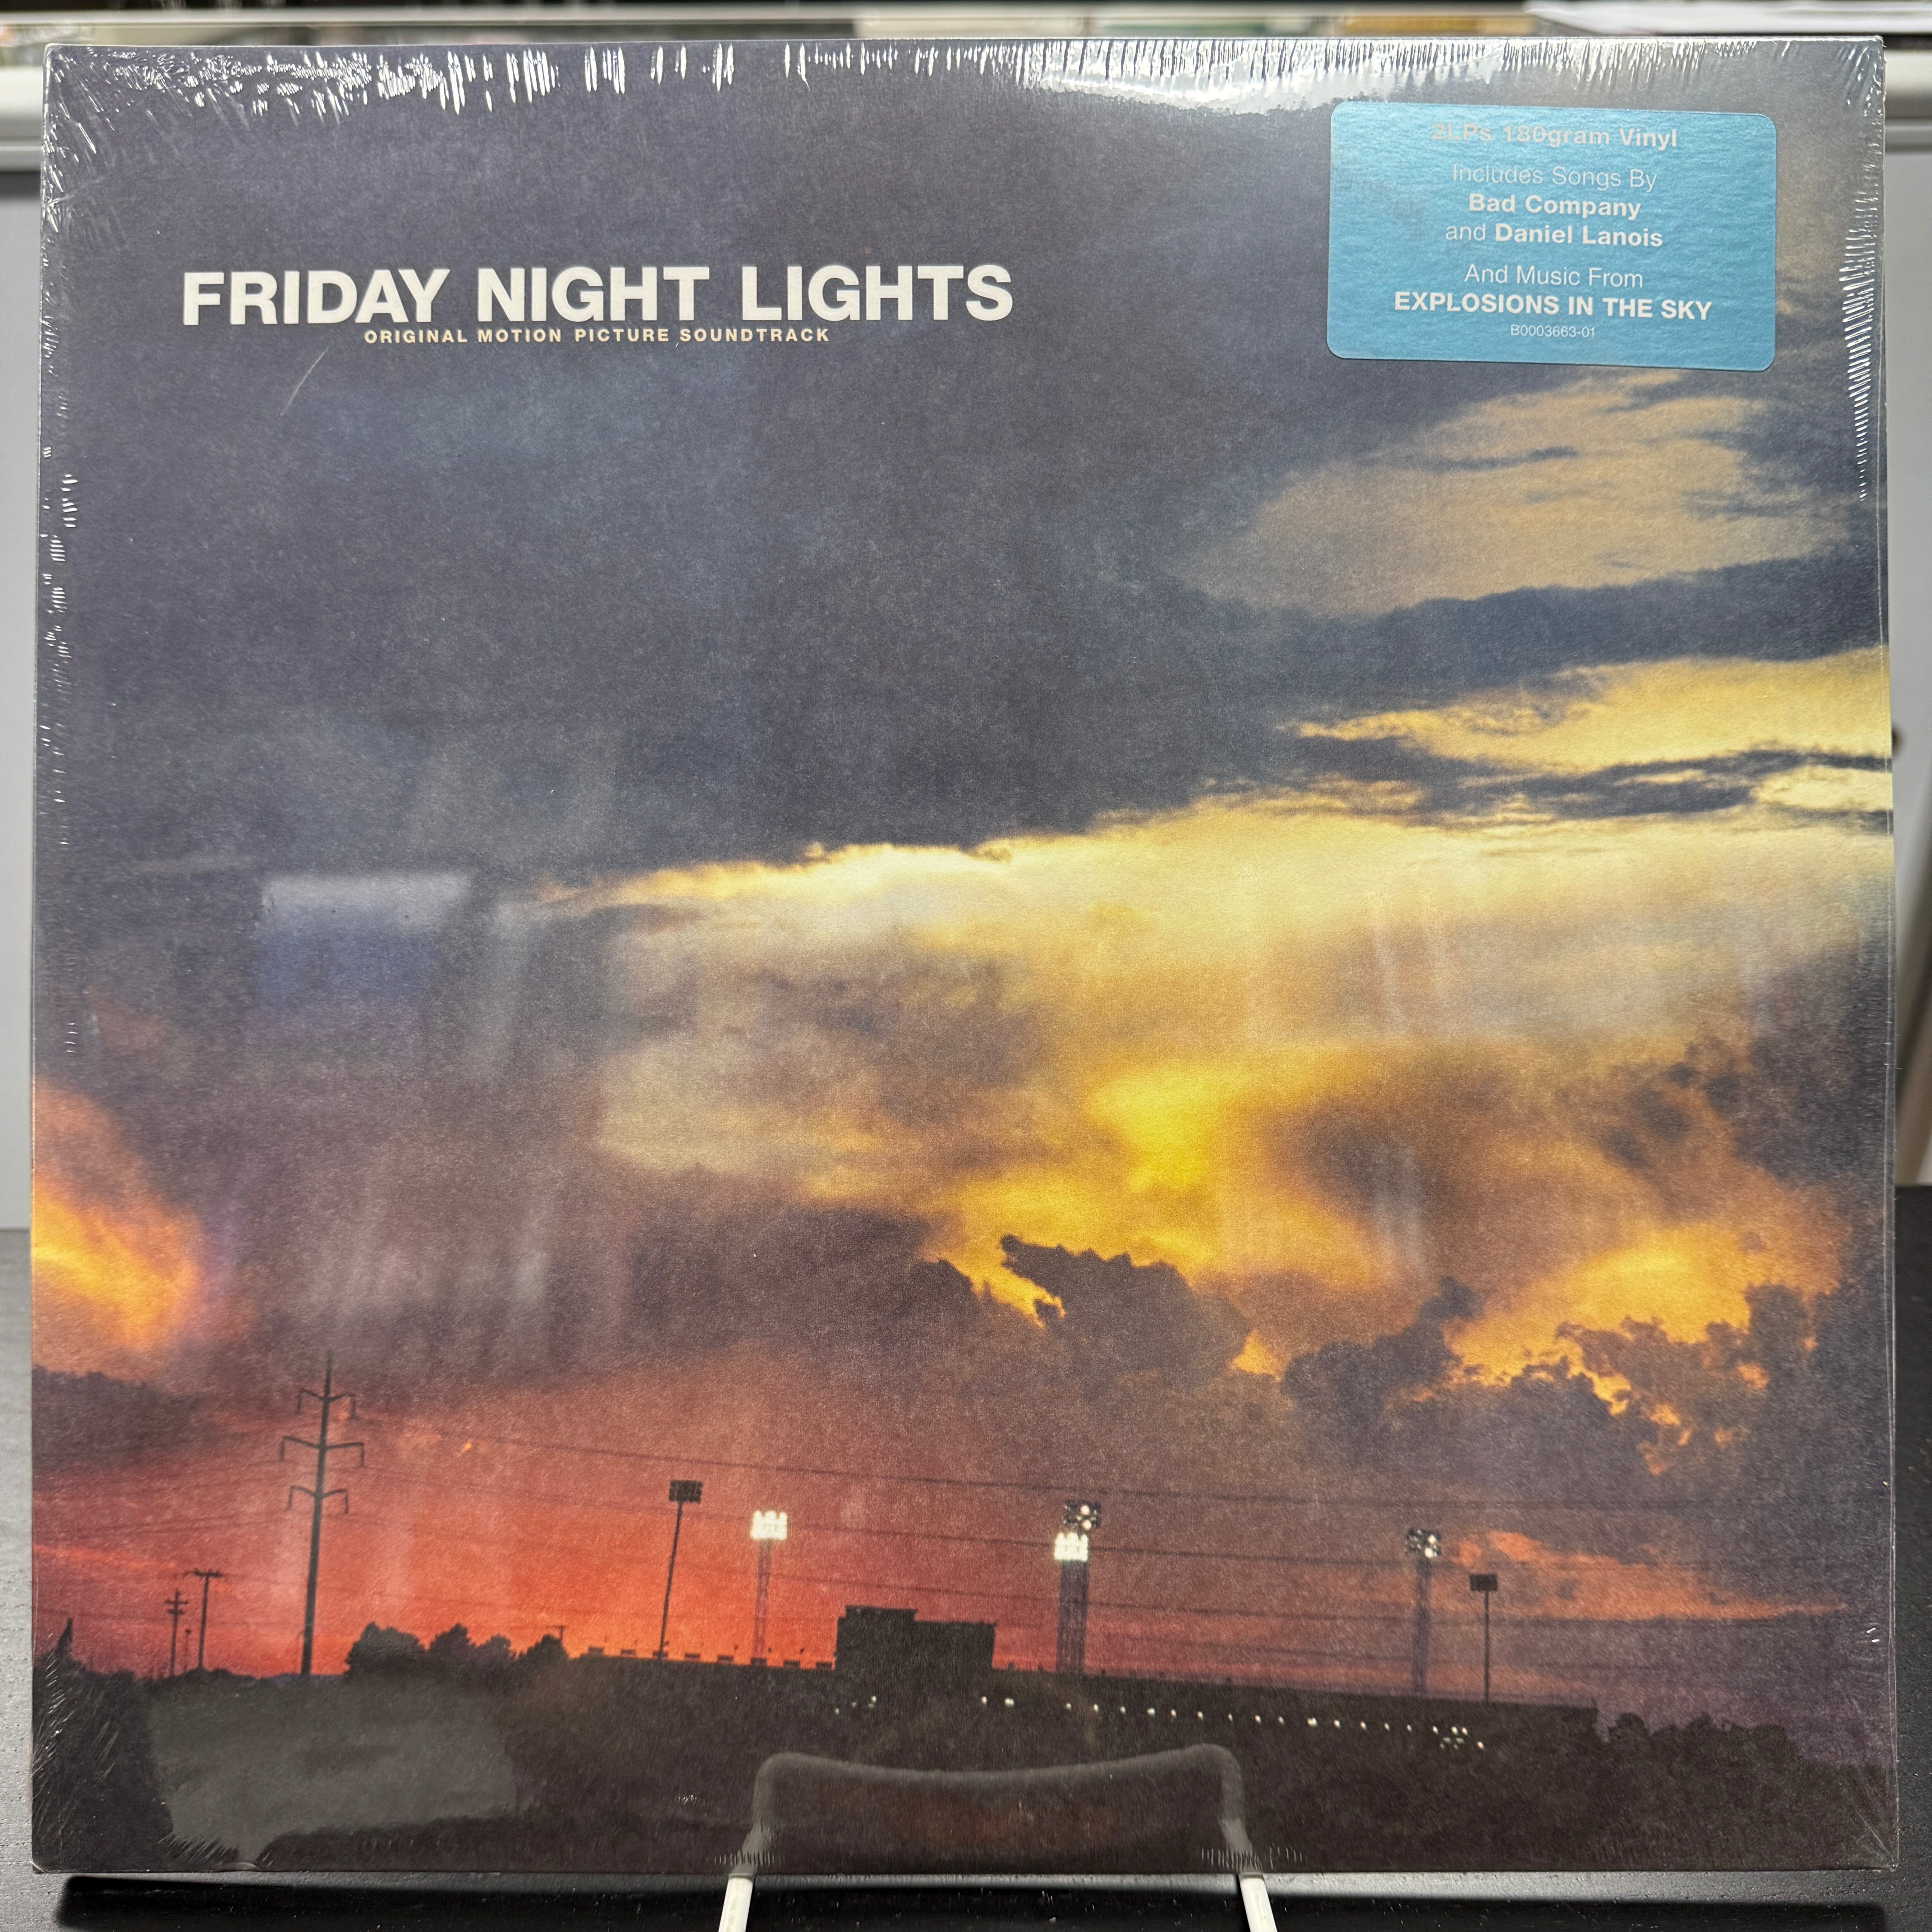 FRIDAY NIGHT LIGHTS
ORIGINAL MOTION PICTURE SOUNDTRACK
2LPs 180gram Vinyl
Includes Songs By
Bad Company
and Daniel Lanois
And Music From
EXPLOSIONS IN THE SKY
B0003663-01